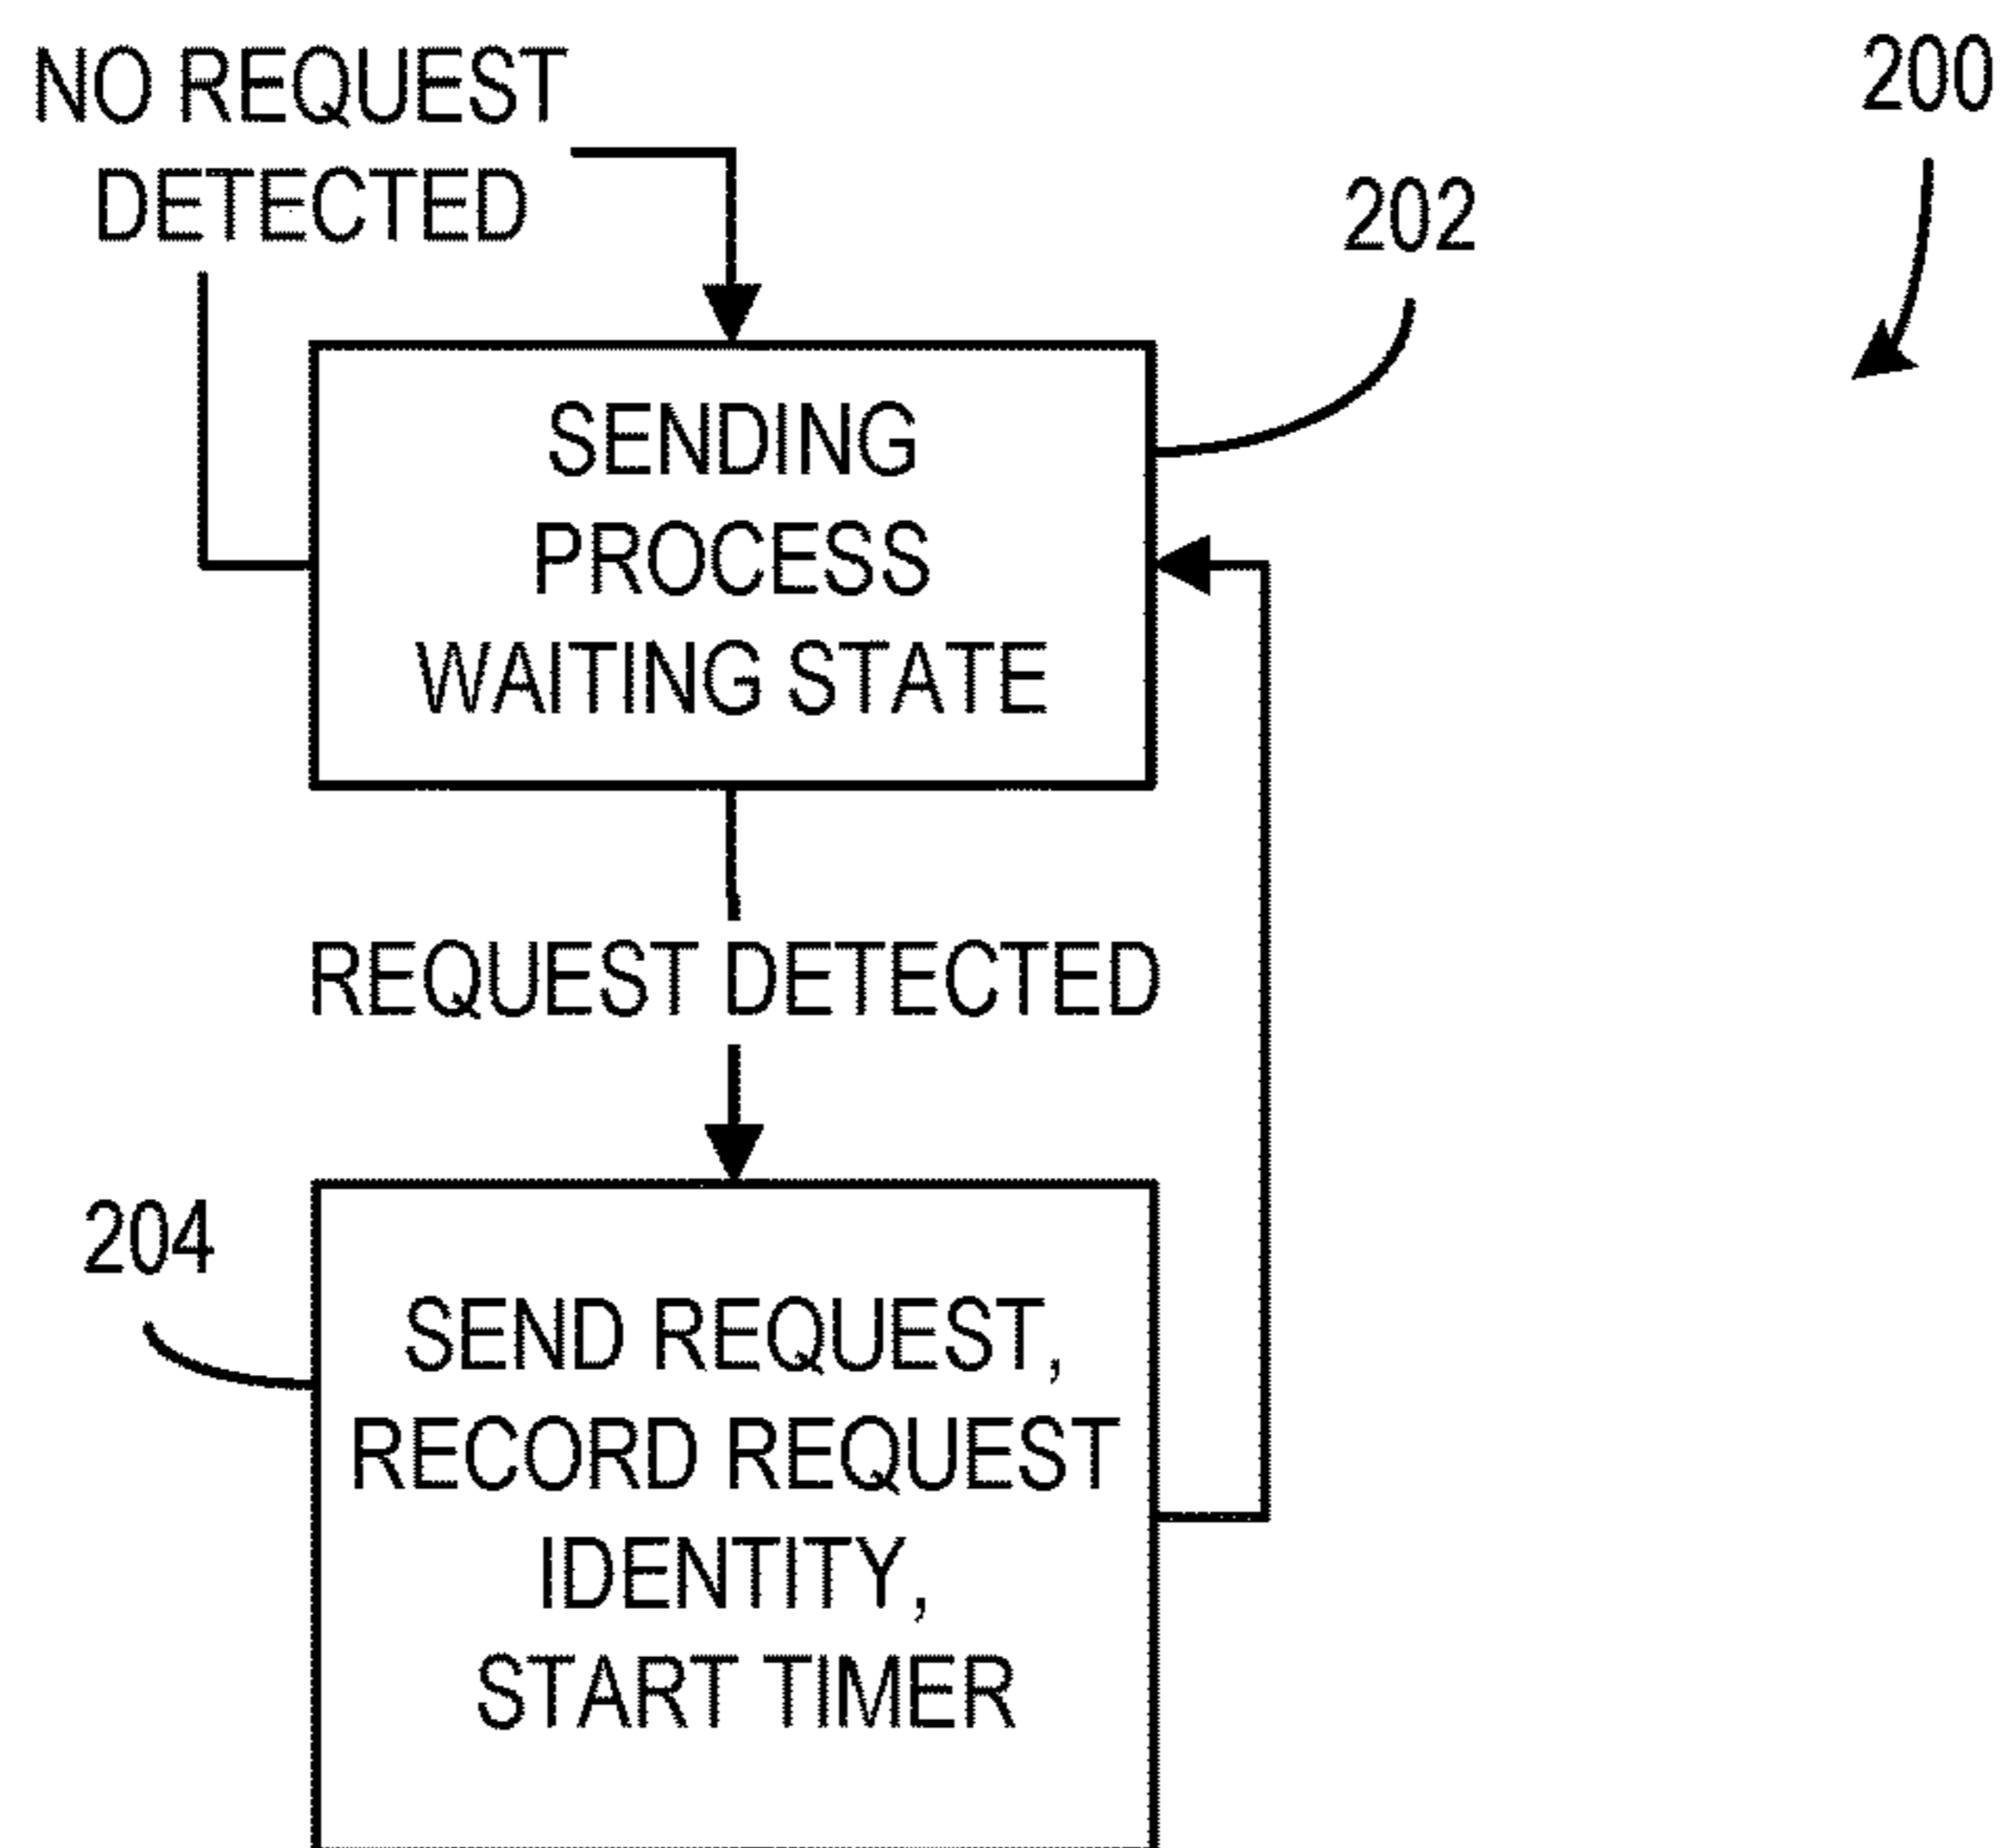 NO REQUEST
DETECTED
200
202
SENDING
PROCESS
WAITING STATE
REQUEST DETECTED
204
SEND REQUEST,
RECORD REQUEST
IDENTITY,
START TIMER